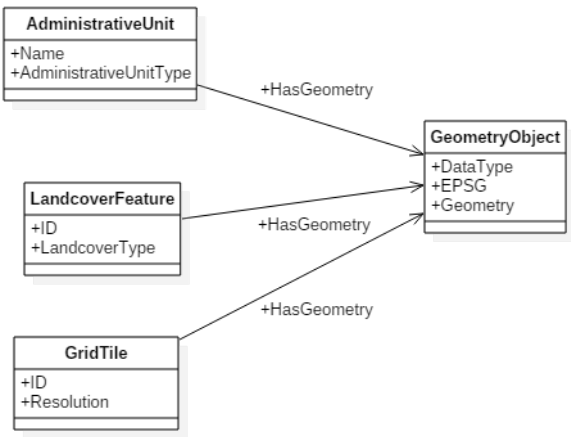 AdministrativeUnit
+Name
+AdministrativeUnitType
+HasGeometry
GeometryObject
+DataType
+EPSG
+Geometry
LandcoverFeature
+ID
+LandcoverType
+HasGeometry
+HasGeometry
GridTile
+ID
+Resolution